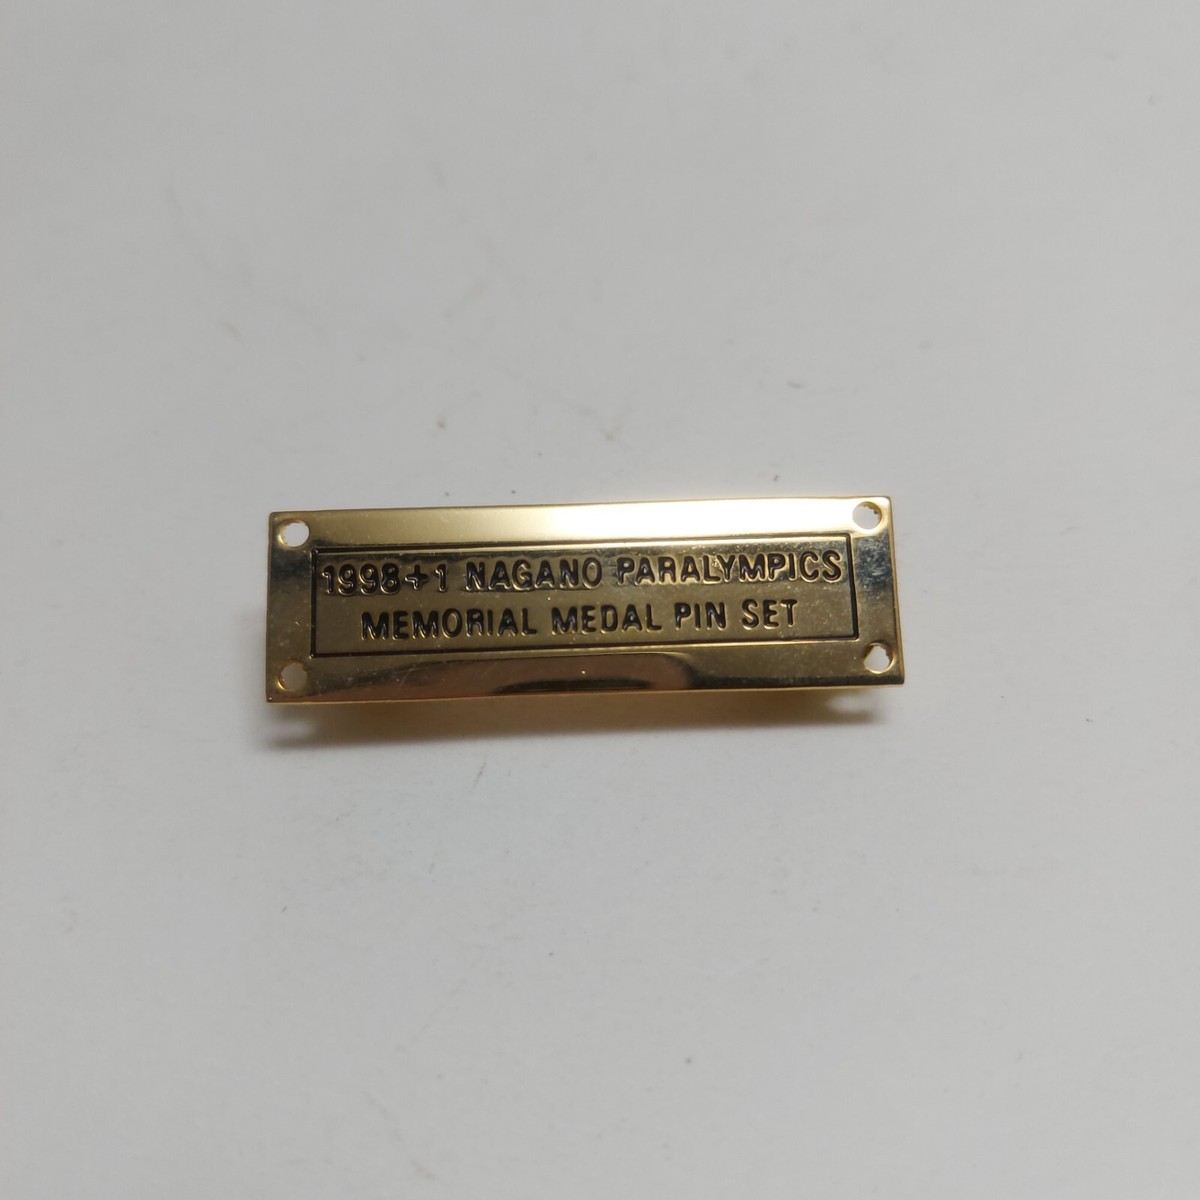 1998+1 NAGANO PARALYMPICS
MEMORIAL MEDAL PIN SET